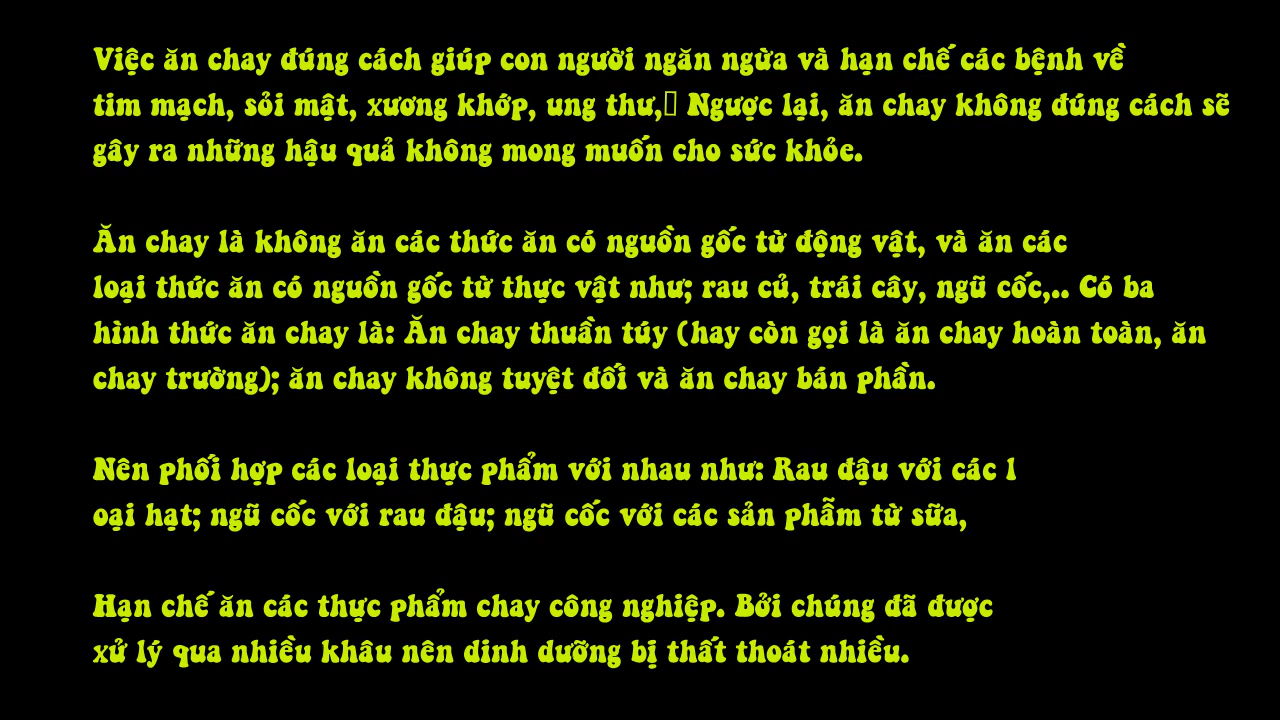 Việc ăn chay đúng cách giúp con người ngăn ngừa và hạn chế các bệnh về
tim mạch, sỏi mật, xương khớp, ung thư, Ngược lại, ăn chay không đúng cách sẽ
gây ra những hậu quả không mong muốn cho sức khỏe.
Ăn chay là không ăn các thức ăn có nguồn gốc từ động vật, và ăn các
loại thức ăn có nguồn gốc từ thực vật như; rau củ, trái cây, ngũ cốc,.. Có ba
hình thức ăn chay là: Ăn chay thuần túy (hay còn gọi là ăn chay hoàn toàn, ăn
chay trường); ăn chay không tuyệt đối và ăn chay bán phần.
Nên phối hợp các loại thực phẩm với nhau như: Rau đậu với các l
oại hạt; ngũ cốc với rau đậu; ngũ cốc với các sản phẫm từ sữa,
Hạn chế ăn các thực phẩm chay công nghiệp. Bởi chúng đã được
xử lý qua nhiều khâu nên dinh dưỡng bị thất thoát nhiều.